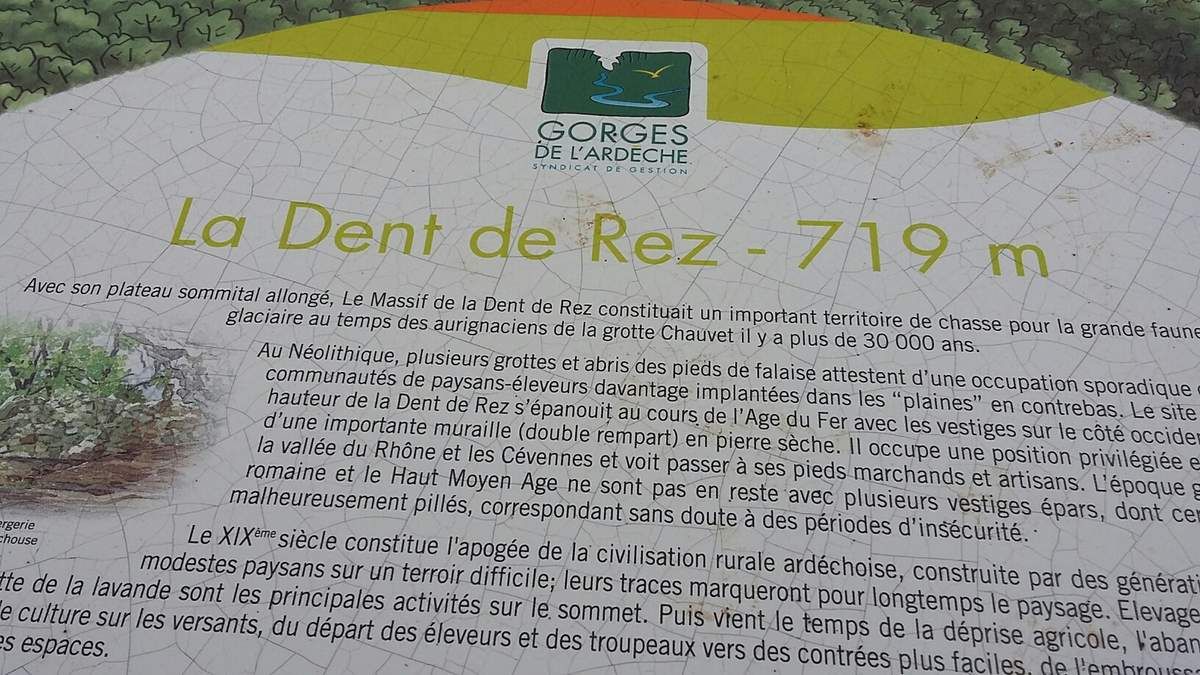 GORGES
DE L'ARDÈCHE
SYNDICAT DE GESTION
La Dent de Rez - 719 m
Avec son plateau sommital allongé, Le Massif de la Dent de Rez constituait un important territoire de chasse pour la grande faune
glaciaire au temps des aurignaciens de la grotte Chauvet il y a plus de 30 000 ans.
Au Néolithique, plusieurs grottes et abris des pieds de falaise attestent d'une occupation sporadique
communautés de paysans-éleveurs davantage implantées dans les "plaines" en contrebas. Le site
hauteur de la Dent de Rez s'épanouit au cours de l'Age du Fer avec les vestiges sur le côté occiden
d'une importante muraille (double rempart) en pierre sèche. Il occupe une position privilégiée e
la vallée du Rhône et les Cévennes et voit passer à ses pieds marchands et artisans. L'époque g
romaine et le Haut Moyen Age ne sont pas en reste avec plusieurs vestiges épars, dont cer
malheureusement pillés, correspondant sans doute à des périodes d'insécurité.
ergerie
chouse
Le XIXème siècle constitue l'apogée de la civilisation rurale ardéchoise, construite par des générati
modestes paysans sur un terroir difficile; leurs traces marqueront pour longtemps le paysage. Elevage
tte de la lavande sont les principales activités sur le sommet. Puis vient le temps de la déprise agricole, l'aban
e culture sur les versants, du départ des éleveurs et des troupeaux vers des contrées plus faciles, de l'embrousse
es espaces.